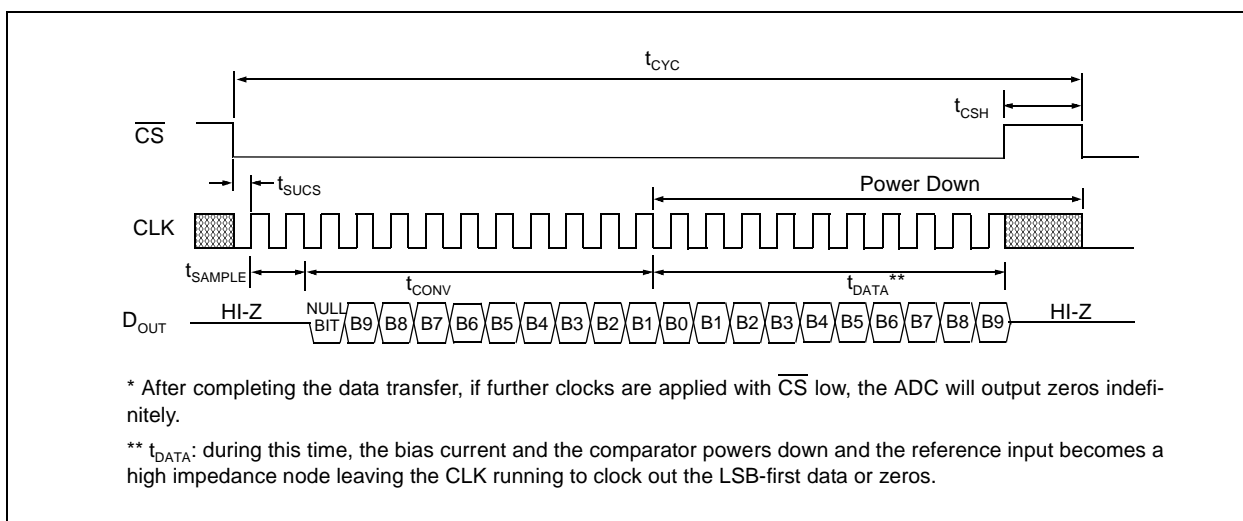 tCYC
tCSH
CS
tSUCS
Power Down
CLK
tSAMPLE
tCONV
tDATA**
DOUT
HI-Z
NULL BIT B9 B8 B7 B6 B5 B4 B3 B2 B1 B0 B1 B2 B3 B4 B5 B6 B7 B8 B9
HI-Z
* After completing the data transfer, if further clocks are applied with CS low, the ADC will output zeros indefi-
nitely.
** tDATA: during this time, the bias current and the comparator powers down and the reference input becomes a
high impedance node leaving the CLK running to clock out the LSB-first data or zeros.